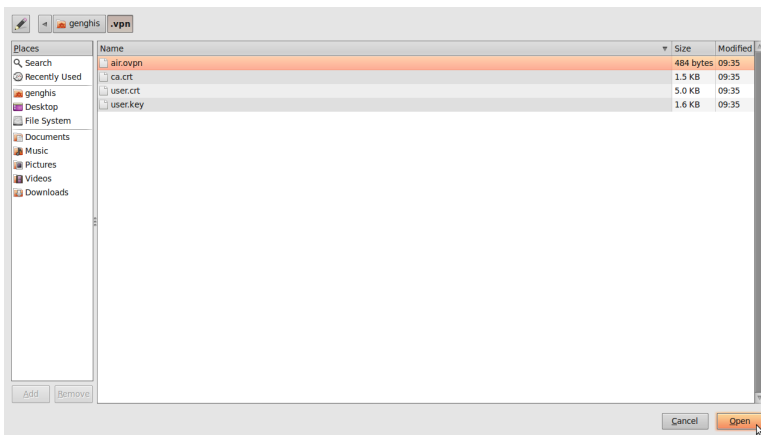 genghis .vpn
Places
Search
Recently Used
genghis
Desktop
File System
Documents
Music
Pictures
Videos
Downloads
Name Size Modified
air.ovpn 484 bytes 09:35
ca.crt 1.5 KB 09:35
user.crt 5.0 KB 09:35
user.key 1.6 KB 09:35
Add Remove
Cancel Open